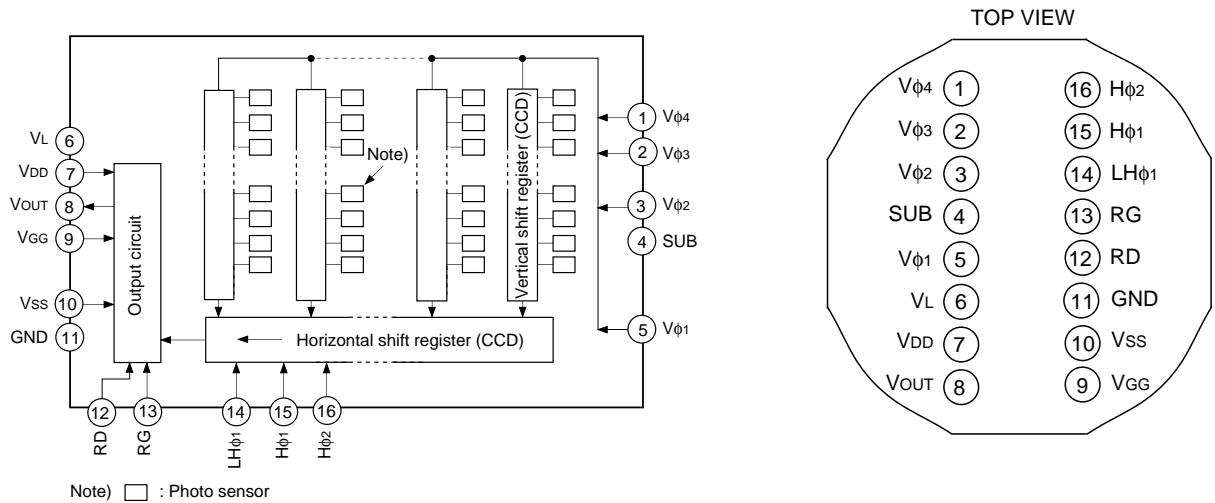 TOP VIEW
1 Vφ4
2 Vφ3
3 Vφ2
4 SUB
5 Vφ1
VL 6
VDD 7
VOUT 8
VGG 9
VSS 10
GND 11
12 RD
13 RG
14 LHφ1
15 Hφ1
16 Hφ2
Output circuit
Note)
Vertical shift register (CCD)
Horizontal shift register (CCD)
Note) : Photo sensor
Vφ4 1
Vφ3 2
Vφ2 3
SUB 4
Vφ1 5
VL 6
VDD 7
VOUT 8
16 Hφ2
15 Hφ1
14 LHφ1
13 RG
12 RD
11 GND
10 VSS
9 VGG